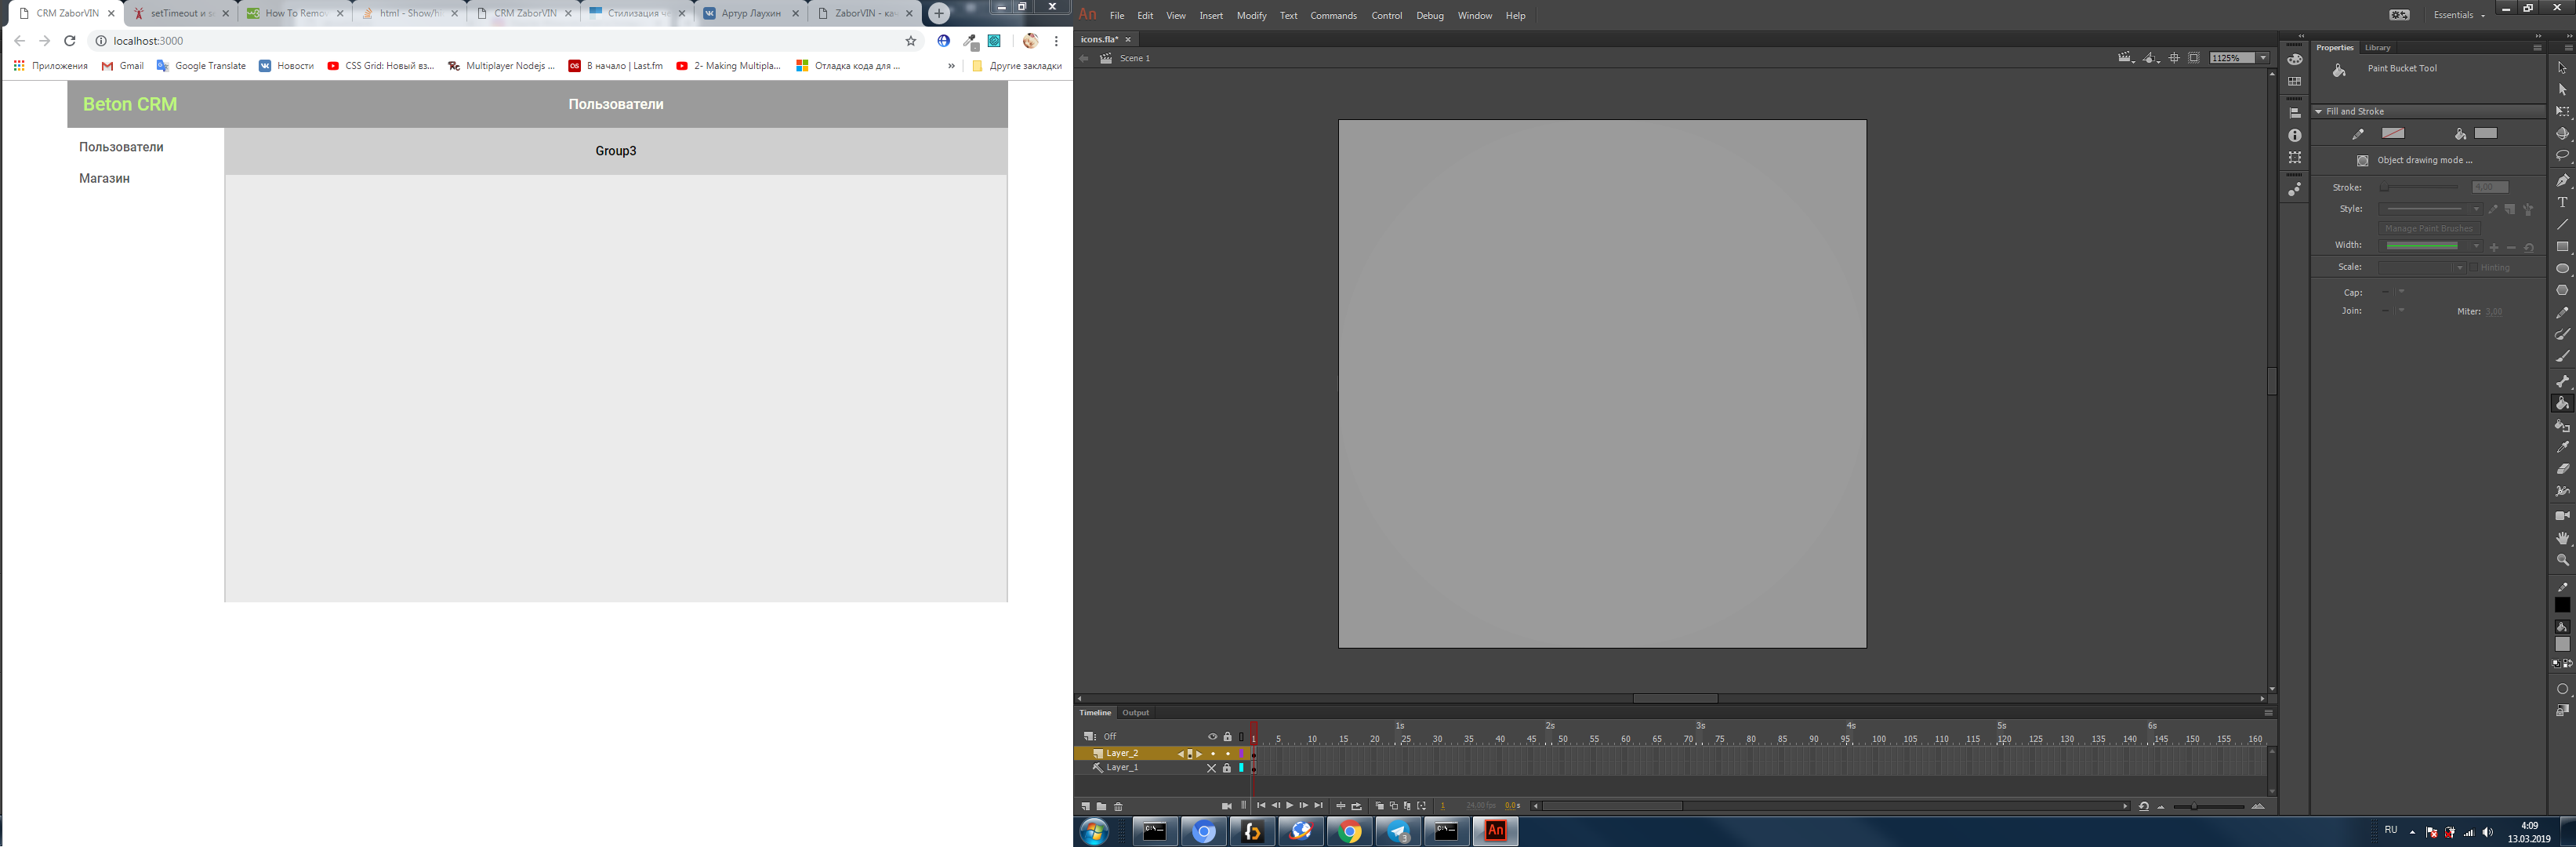 CRM ZaborVIN
setTimeout и s
How To Remov
html - Show/hi
CRM ZaborVIN
Стилизация че
Артур Лаухин
ZaborVIN - ка
localhost:3000
Приложения Gmail Google Translate Новости CSS Grid: Новый вз... Multiplayer Nodejs ... В начало | Last.fm 2- Making Multipla... Отладка кода для ... » Другие закладки
Beton CRM
Пользователи
Пользователи
Магазин
Group3
An File Edit View Insert Modify Text Commands Control Debug Window Help
Essentials
icons.fla*
Scene 1
1125%
Properties Library
Paint Bucket Tool
Fill and Stroke
Object drawing mode ...
Stroke: 4,00
Style:
Manage Paint Brushes
Width:
Scale: Hinting
Cap:
Join: Miter: 3,00
Timeline Output
1s 2s 3s 4s 5s 6s
Off
1 5 10 15 20 25 30 35 40 45 50 55 60 65 70 75 80 85 90 95 100 105 110 115 120 125 130 135 140 145 150 155 160
Layer_2
Layer_1
1 24,00 fps 0,0 s
C:\
3
C:\
An
RU
4:09
13.03.2019